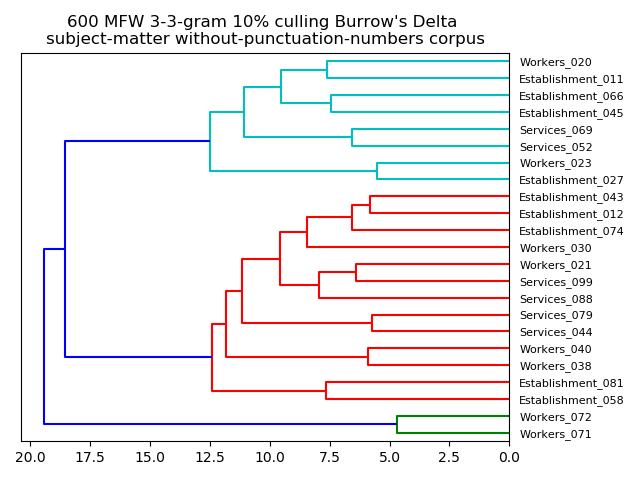 600 MFW 3-3-gram 10% culling Burrow's Delta
subject-matter without-punctuation-numbers corpus
Workers_020
Establishment_011
Establishment_066
Establishment_045
Services_069
Services_052
Workers_023
Establishment_027
Establishment_043
Establishment_012
Establishment_074
Workers_030
Workers_021
Services_099
Services_088
Services_079
Services_044
Workers_040
Workers_038
Establishment_081
Establishment_058
Workers_072
Workers_071
20.0 17.5 15.0 12.5 10.0 7.5 5.0 2.5 0.0